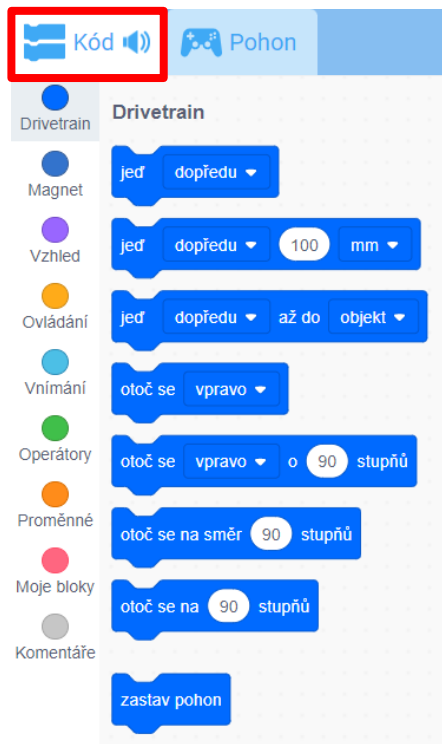 Kód Pohon
Drivetrain
Magnet
Vzhled
Ovládání
Vnímání
Operátory
Proměnné
Moje bloky
Komentáře
Drivetrain
jeď dopředu
jeď dopředu 100 mm
jeď dopředu až do objekt
otoč se vpravo
otoč se vpravo o 90 stupňů
otoč se na směr 90 stupňů
otoč se na 90 stupňů
zastav pohon